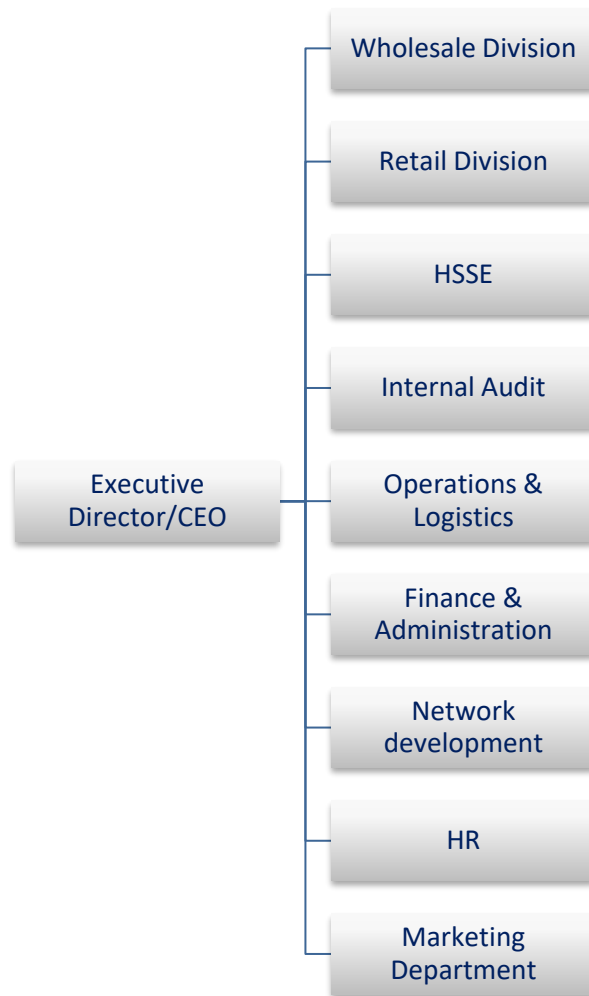 Wholesale Division
Retail Division
HSSE
Internal Audit
Executive
Director/CEO
Operations &
Logistics
Finance &
Administration
Network
development
HR
Marketing
Department